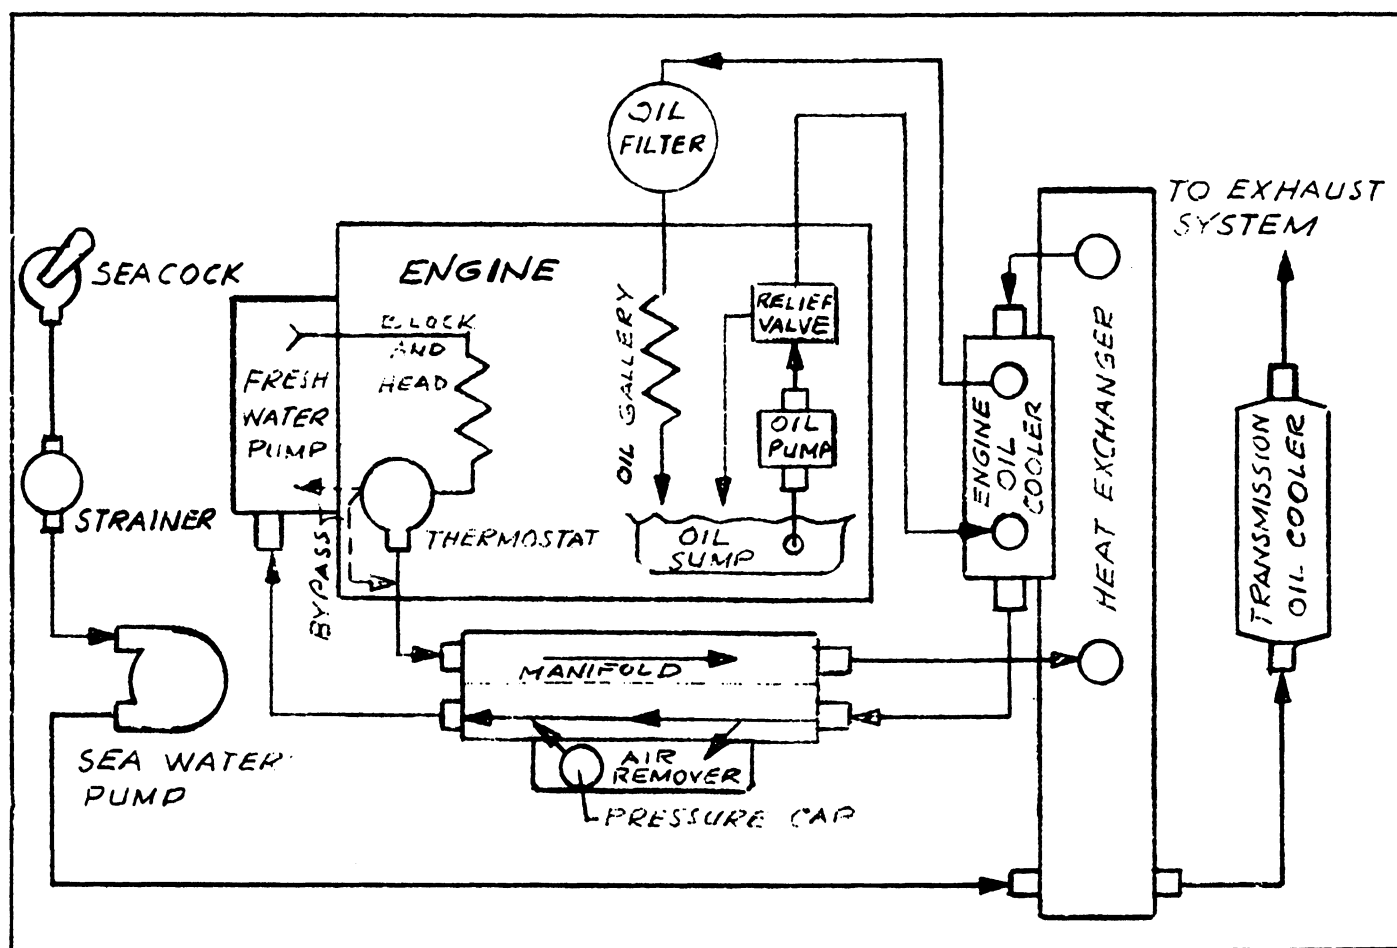 OIL
FILTER
TO EXHAUST
SYSTEM
SEACOCK
ENGINE
BLOCK
AND
HEAD
FRESH
WATER
PUMP
OIL GALLERY
RELIEF
VALVE
OIL
PUMP
ENGINE
OIL
COOLER
HEAT EXCHANGER
TRANSMISSION
OIL COOLER
STRAINER
BYPASS
THERMOSTAT
OIL
SUMP
MANIFOLD
SEA WATER
PUMP
AIR
REMOVER
PRESSURE CAP